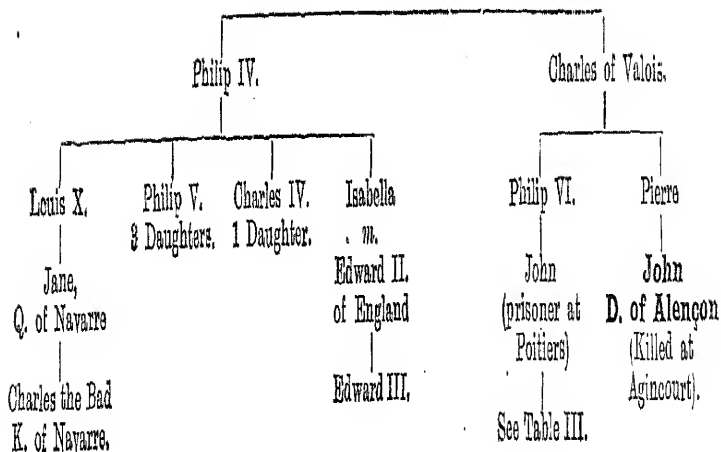 Philip IV.
Charles of Valois.
Louis X.
Philip V.
3 Daughters.
Charles IV.
1 Daughter.
Isabella
m.
Edward II.
of England
Edward III.
Jane,
Q. of Navarre
Charles the Bad
K. of Navarre.
Philip VI.
John
(prisoner at
Poitiers)
See Table III.
Pierre
John
D. of Alençon
(Killed at
Agincourt).